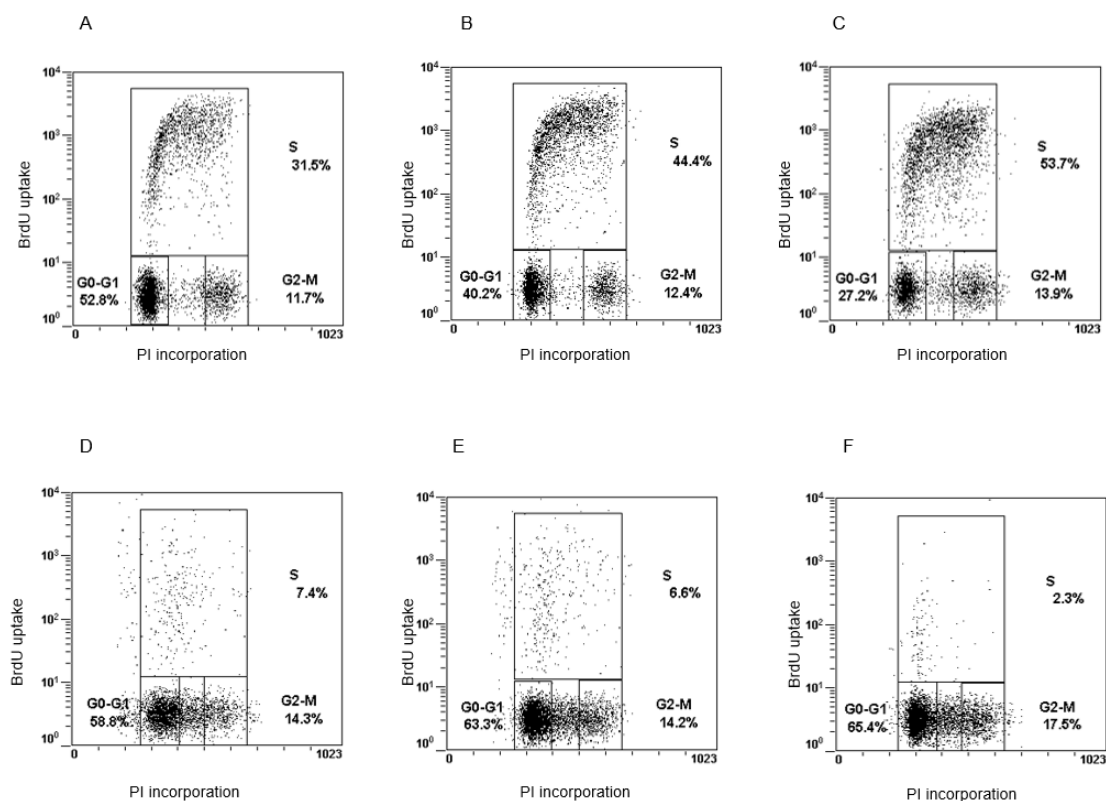 A
10⁴
10³
10²
10¹
10⁰
BrdU uptake
S
31.5%
G0-G1
52.8%
G2-M
11.7%
0
1023
PI incorporation
B
10⁴
10³
10²
10¹
10⁰
BrdU uptake
S
44.4%
G0-G1
40.2%
G2-M
12.4%
0
1023
PI incorporation
C
10⁴
10³
10²
10¹
10⁰
BrdU uptake
S
53.7%
G0-G1
27.2%
G2-M
13.9%
0
1023
PI incorporation
D
10⁴
10³
10²
10¹
10⁰
BrdU uptake
S
7.4%
G0-G1
58.8%
G2-M
14.3%
0
1023
PI incorporation
E
10⁴
10³
10²
10¹
10⁰
BrdU uptake
S
6.6%
G0-G1
63.3%
G2-M
14.2%
0
1023
PI incorporation
F
10⁴
10³
10²
10¹
10⁰
BrdU uptake
S
2.3%
G0-G1
65.4%
G2-M
17.5%
0
1023
PI incorporation